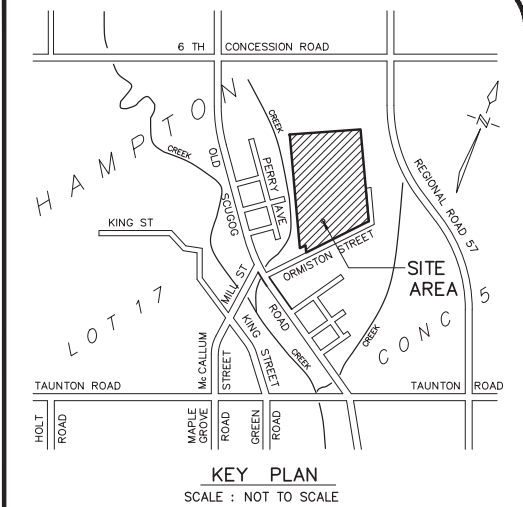 6 TH CONCESSION ROAD
HAMPTON
CREEK
CREEK
OLD
SCUGOG
ROAD
PERRY AVE
N
REGIONAL ROAD 57
KING ST
MILL ST
ORMISTON STREET
SITE
AREA
LOT 17
CONC 5
KING STREET
McCALLUM
STREET
CREEK
CREEK
TAUNTON ROAD
TAUNTON ROAD
HOLT
ROAD
MAPLE
GROVE
ROAD
GREEN
ROAD
KEY PLAN
SCALE : NOT TO SCALE